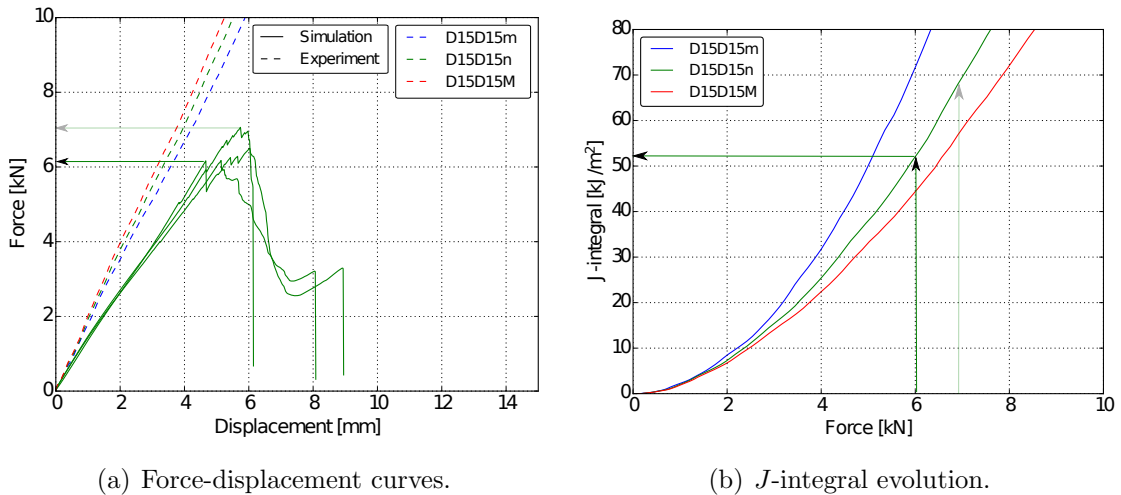 10
8
6
4
2
0
Force [kN]
0 2 4 6 8 10 12 14
Displacement [mm]
Simulation
Experiment
D15D15m
D15D15n
D15D15M
(a) Force-displacement curves.
80
70
60
50
40
30
20
10
0
J-integral [kJ/m²]
0 2 4 6 8 10
Force [kN]
D15D15m
D15D15n
D15D15M
(b) J-integral evolution.